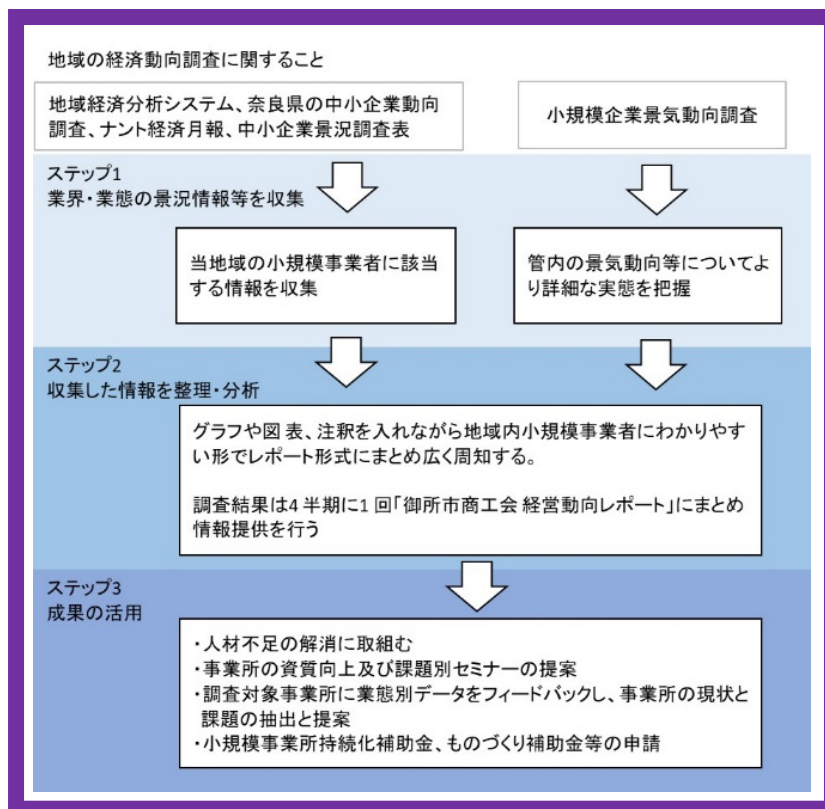 地域の経済動向調査に関すること
地域経済分析システム、奈良県の中小企業動向
調査、ナント経済月報、中小企業景況調査表
小規模企業景気動向調査
ステップ1
業界・業態の景況情報等を収集
当地域の小規模事業者に該当
する情報を収集
管内の景気動向等についてよ
り詳細な実態を把握
ステップ2
収集した情報を整理・分析
グラフや図表、注釈を入れながら地域内小規模事業者にわかりやす
い形でレポート形式にまとめ広く周知する。
調査結果は4半期に1回「御所市商工会 経営動向レポート」にまとめ
情報提供を行う
ステップ3
成果の活用
・人材不足の解消に取組む
・事業所の資質向上及び課題別セミナーの提案
・調査対象事業所に業態別データをフィードバックし、事業所の現状と
課題の抽出と提案
・小規模事業所持続化補助金、ものづくり補助金等の申請